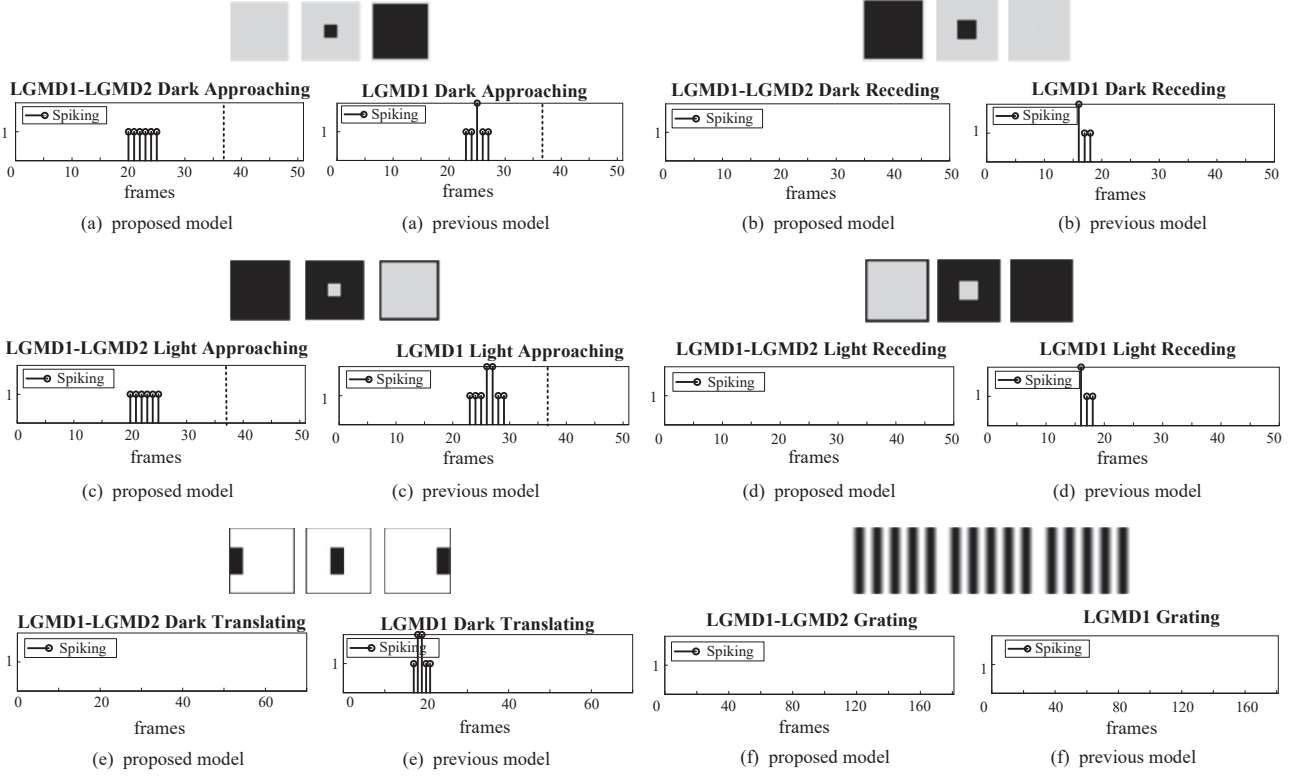 LGMD1-LGMD2 Dark Approaching
Spiking
1
0 10 20 30 40 50
frames
(a) proposed model
LGMD1 Dark Approaching
Spiking
1
0 10 20 30 40 50
frames
(a) previous model
LGMD1-LGMD2 Dark Receding
Spiking
1
0 10 20 30 40 50
frames
(b) proposed model
LGMD1 Dark Receding
Spiking
1
0 10 20 30 40 50
frames
(b) previous model
LGMD1-LGMD2 Light Approaching
Spiking
1
0 10 20 30 40 50
frames
(c) proposed model
LGMD1 Light Approaching
Spiking
1
0 10 20 30 40 50
frames
(c) previous model
LGMD1-LGMD2 Light Receding
Spiking
1
0 10 20 30 40 50
frames
(d) proposed model
LGMD1 Light Receding
Spiking
1
0 10 20 30 40 50
frames
(d) previous model
LGMD1-LGMD2 Dark Translating
Spiking
1
0 20 40 60
frames
(e) proposed model
LGMD1 Dark Translating
Spiking
1
0 20 40 60
frames
(e) previous model
LGMD1-LGMD2 Grating
Spiking
1
0 40 80 120 160
frames
(f) proposed model
LGMD1 Grating
Spiking
1
0 40 80 120 160
frames
(f) previous model